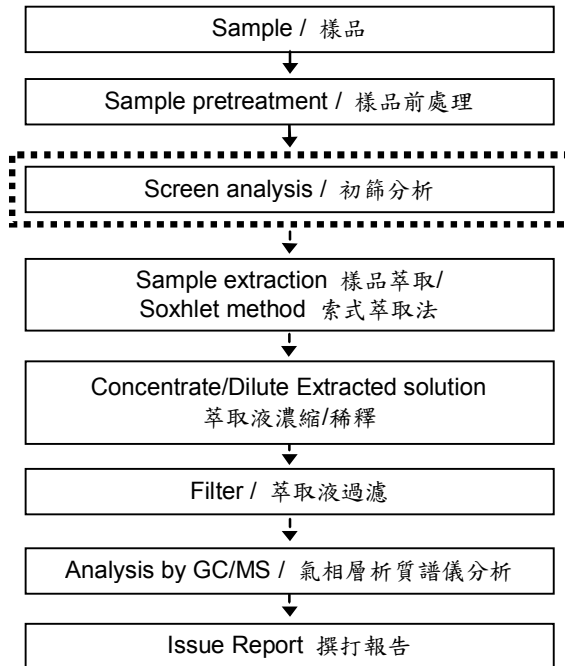 Sample / 樣品
Sample pretreatment / 樣品前處理
Screen analysis / 初篩分析
Sample extraction 樣品萃取/
Soxhlet method 索式萃取法
Concentrate/Dilute Extracted solution
萃取液濃縮/稀釋
Filter / 萃取液過濾
Analysis by GC/MS / 氣相層析質譜儀分析
Issue Report 撰打報告